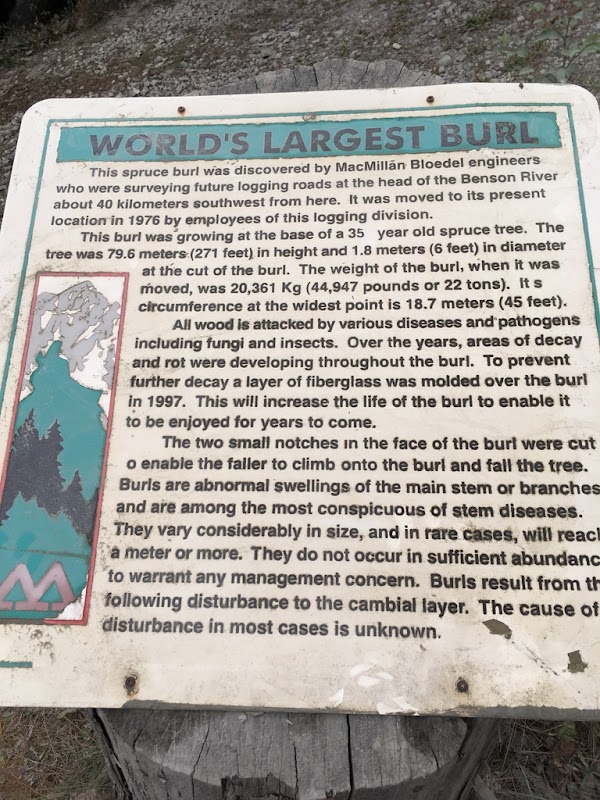 WORLD'S LARGEST BURL
This spruce burl was discovered by MacMillan Bloedel engineers
who were surveying future logging roads at the head of the Benson River
about 40 kilometers southwest from here. It was moved to its present
location in 1976 by employees of this logging division.
This burl was growing at the base of a 35 year old spruce tree. The
tree was 79.6 meters (271 feet) in height and 1.8 meters (6 feet) in diameter
at the cut of the burl. The weight of the burl, when it was
moved, was 20,361 Kg (44,947 pounds or 22 tons). It s
circumference at the widest point is 18.7 meters (45 feet).
All wood is attacked by various diseases and pathogens
including fungi and insects. Over the years, areas of decay
and rot were developing throughout the burl. To prevent
further decay a layer of fiberglass was molded over the burl
in 1997. This will increase the life of the burl to enable it
to be enjoyed for years to come.
The two small notches in the face of the burl were cut
o enable the faller to climb onto the burl and fall the tree.
Burls are abnormal swellings of the main stem or branches
and are among the most conspicuous of stem diseases.
They vary considerably in size, and in rare cases, will reach
a meter or more. They do not occur in sufficient abundanc
to warrant any management concern. Burls result from th
following disturbance to the cambial layer. The cause of
disturbance in most cases is unknown.